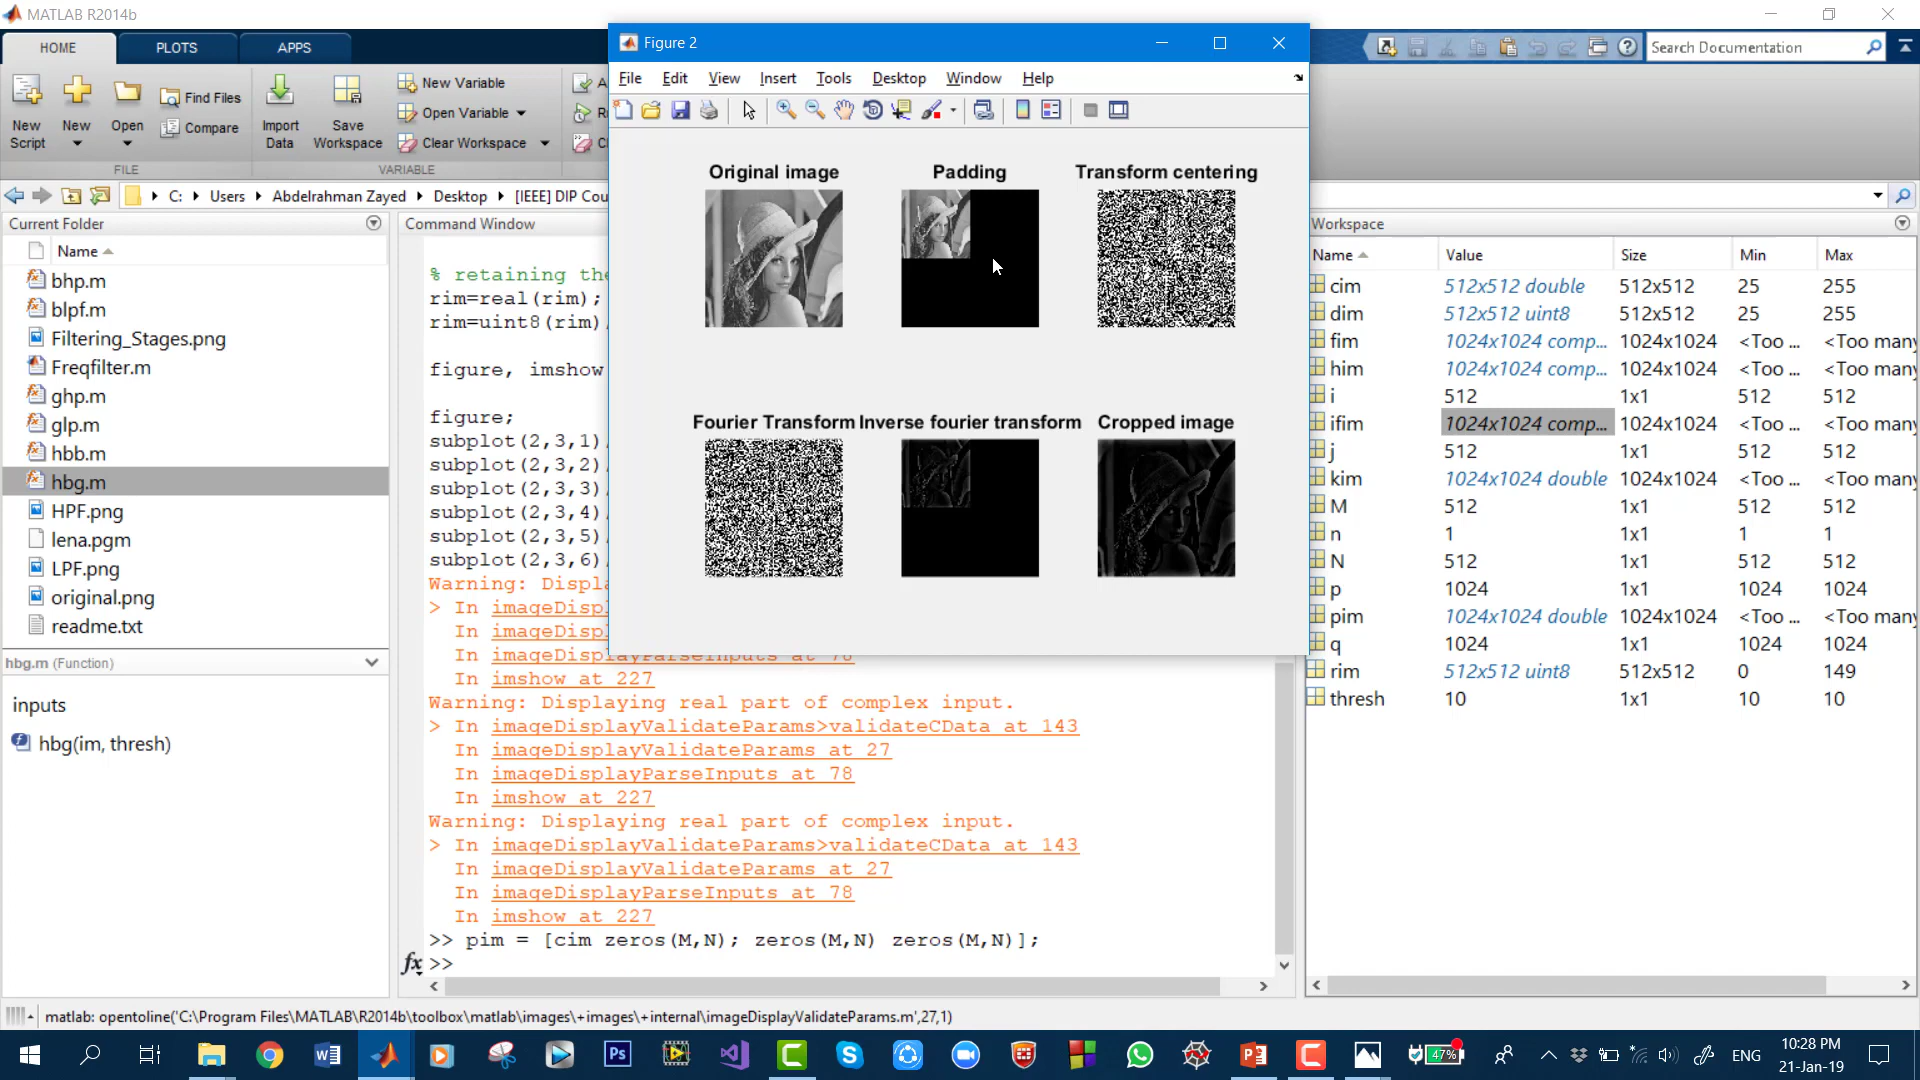 MATLAB R2014b
HOME PLOTS APPS
Search Documentation
New Script
New
Open
Find Files
Compare
Import Data
Save Workspace
New Variable
Open Variable
Clear Workspace
FILE
VARIABLE
C: Users Abdelrahman Zayed Desktop [IEEE] DIP Cou
Current Folder
Name
bhp.m
blpf.m
Filtering_Stages.png
Freqfilter.m
ghp.m
glp.m
hbb.m
hbg.m
HPF.png
lena.pgm
LPF.png
original.png
readme.txt
hbg.m (Function)
inputs
hbg(im, thresh)
Command Window
% retaining the
rim=real(rim);
rim=uint8(rim)
figure, imshow
figure;
subplot(2,3,1)
subplot(2,3,2)
subplot(2,3,3)
subplot(2,3,4)
subplot(2,3,5)
subplot(2,3,6)
Warning: Displa
> In imageDispl
In imageDispl
In imageDisplayParseInputs at 78
In imshow at 227
Warning: Displaying real part of complex input.
> In imageDisplayValidateParams>validateCData at 143
In imageDisplayValidateParams at 27
In imageDisplayParseInputs at 78
In imshow at 227
Warning: Displaying real part of complex input.
> In imageDisplayValidateParams>validateCData at 143
In imageDisplayValidateParams at 27
In imageDisplayParseInputs at 78
In imshow at 227
>> pim = [cim zeros(M,N); zeros(M,N) zeros(M,N)];
fx >>
Figure 2
File Edit View Insert Tools Desktop Window Help
Original image Padding Transform centering
Fourier Transform Inverse fourier transform Cropped image
Workspace
Name Value Size Min Max
cim 512x512 double 512x512 25 255
dim 512x512 uint8 512x512 25 255
fim 1024x1024 comp... 1024x1024 <Too ... <Too many
him 1024x1024 comp... 1024x1024 <Too ... <Too many
i 512 1x1 512 512
ifim 1024x1024 comp... 1024x1024 <Too ... <Too many
j 512 1x1 512 512
kim 1024x1024 double 1024x1024 <Too ... <Too many
M 512 1x1 512 512
n 1 1x1 1 1
N 512 1x1 512 512
p 1024 1x1 1024 1024
pim 1024x1024 double 1024x1024 <Too ... <Too many
q 1024 1x1 1024 1024
rim 512x512 uint8 512x512 0 149
thresh 10 1x1 10 10
matlab: opentoline('C:\Program Files\MATLAB\R2014b\toolbox\matlab\images\+images\+internal\imageDisplayValidateParams.m',27,1)
47%
ENG
10:28 PM
21-Jan-19